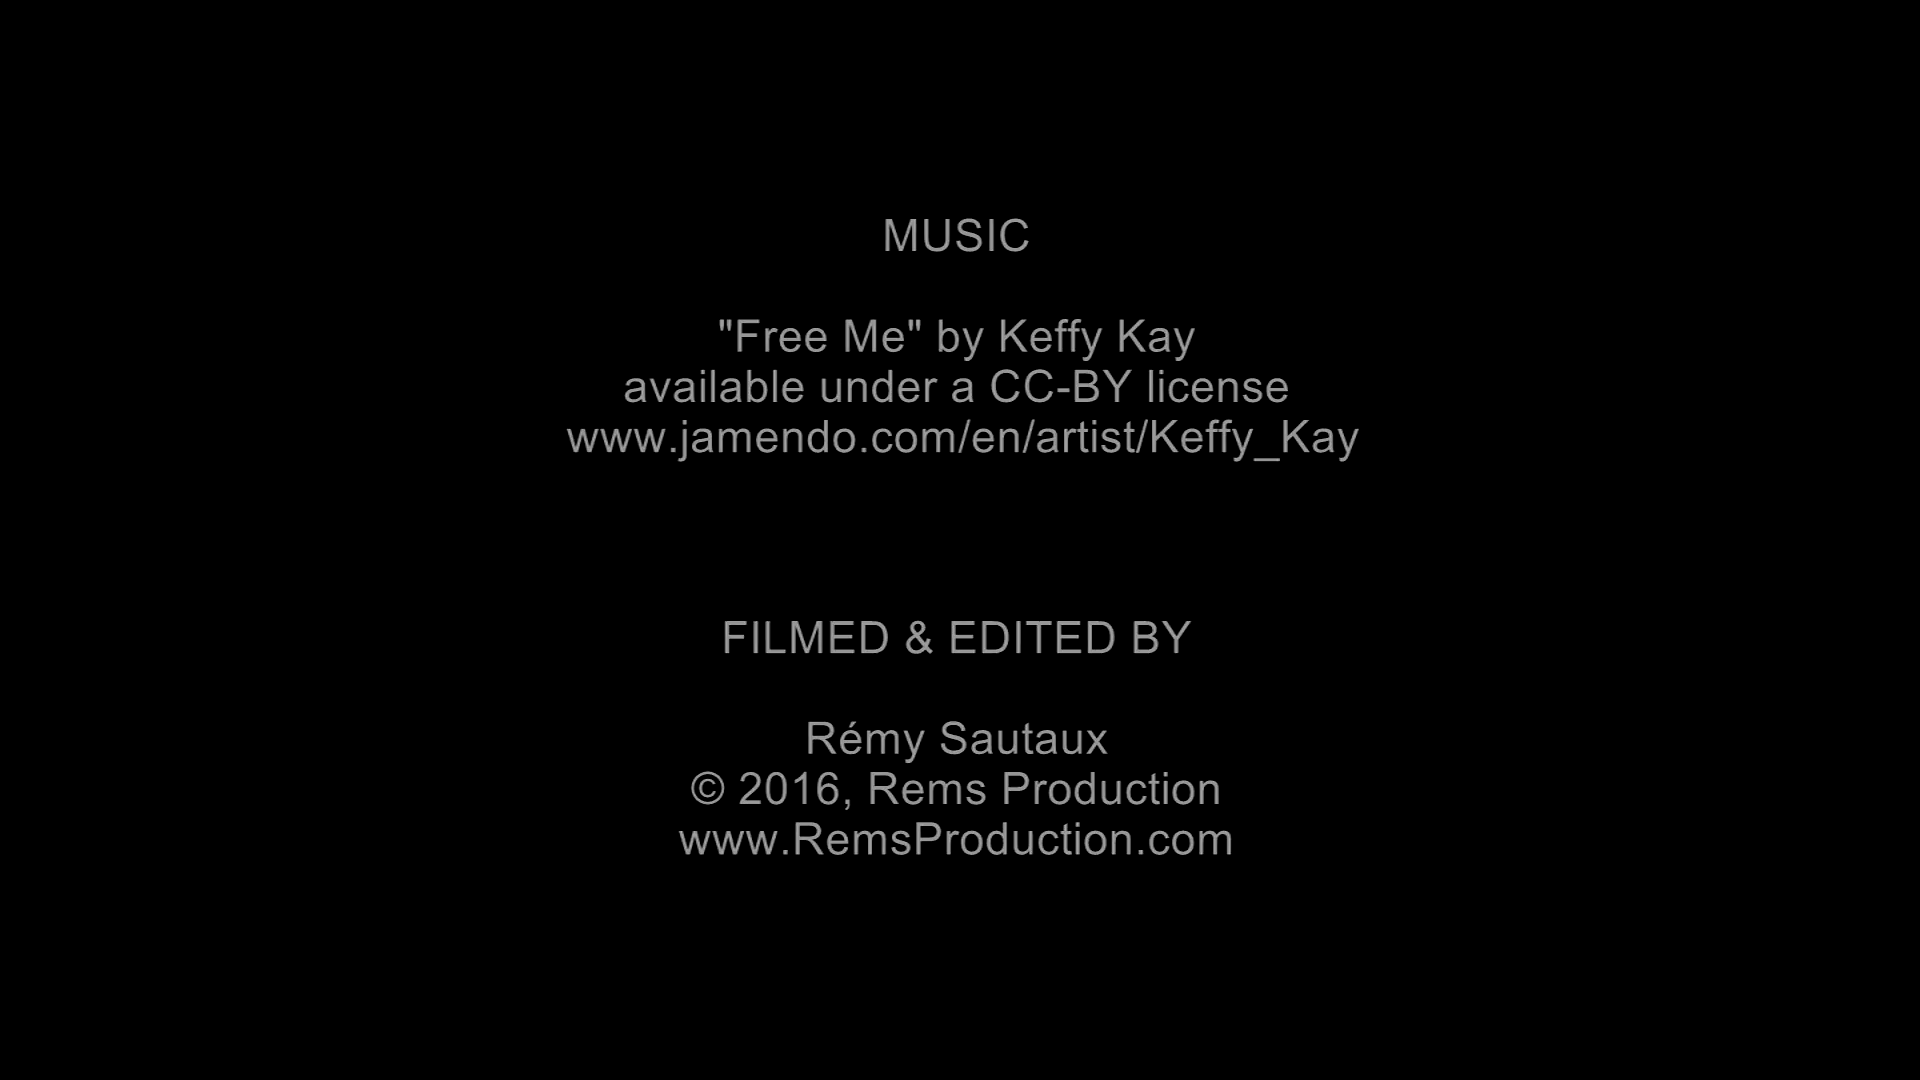 MUSIC
"Free Me" by Keffy Kay
available under a CC-BY license
www.jamendo.com/en/artist/Keffy_Kay
FILMED & EDITED BY
Rémy Sautaux
© 2016, Rems Production
www.RemsProduction.com